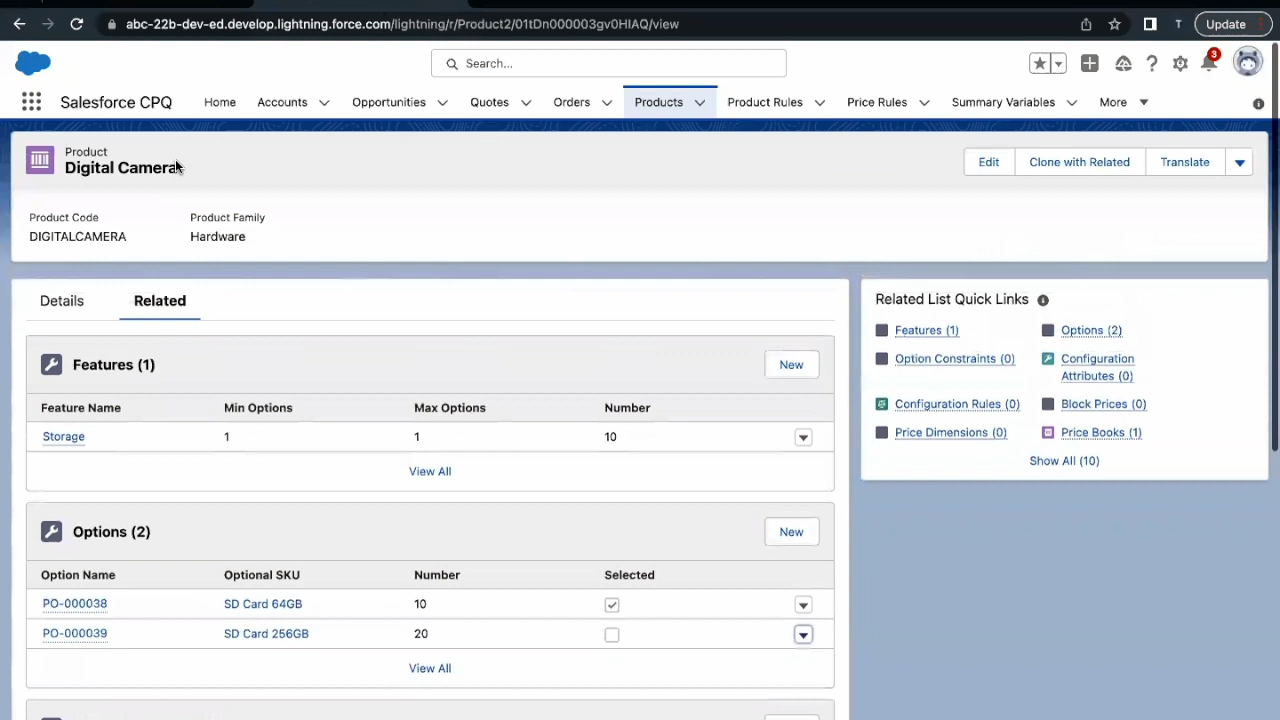 abc-22b-dev-ed.develop.lightning.force.com/lightning/r/Product2/01tDn000003gv0HIAQ/view
T
Update
Search...
3
Salesforce CPQ
Home
Accounts
Opportunities
Quotes
Orders
Products
Product Rules
Price Rules
Summary Variables
More
Product
Digital Camera
Edit
Clone with Related
Translate
Product Code
Product Family
DIGITALCAMERA
Hardware
Details
Related
Related List Quick Links
Features (1)
Options (2)
Option Constraints (0)
Configuration
Attributes (0)
Configuration Rules (0)
Block Prices (0)
Price Dimensions (0)
Price Books (1)
Show All (10)
Features (1)
New
Feature Name
Min Options
Max Options
Number
Storage
1
1
10
View All
Options (2)
New
Option Name
Optional SKU
Number
Selected
PO-000038
SD Card 64GB
10
PO-000039
SD Card 256GB
20
View All